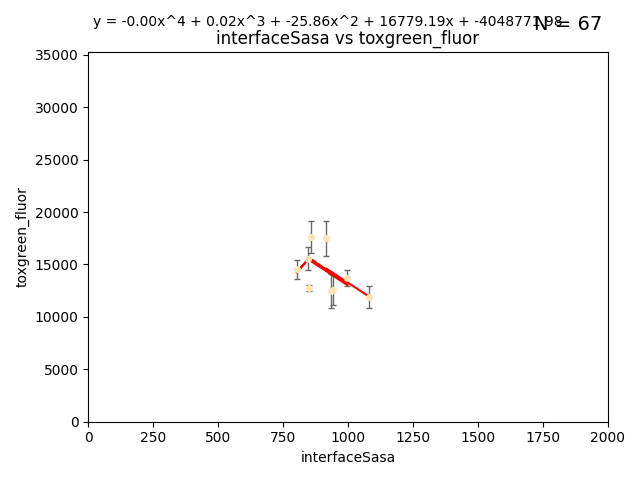 y = -0.00x^4 + 0.02x^3 + -25.86x^2 + 16779.19x + -4048771.98
N = 67
interfaceSasa vs toxgreen_fluor
35000
30000
25000
20000
15000
10000
5000
0
toxgreen_fluor
0 250 500 750 1000 1250 1500 1750 2000
interfaceSasa